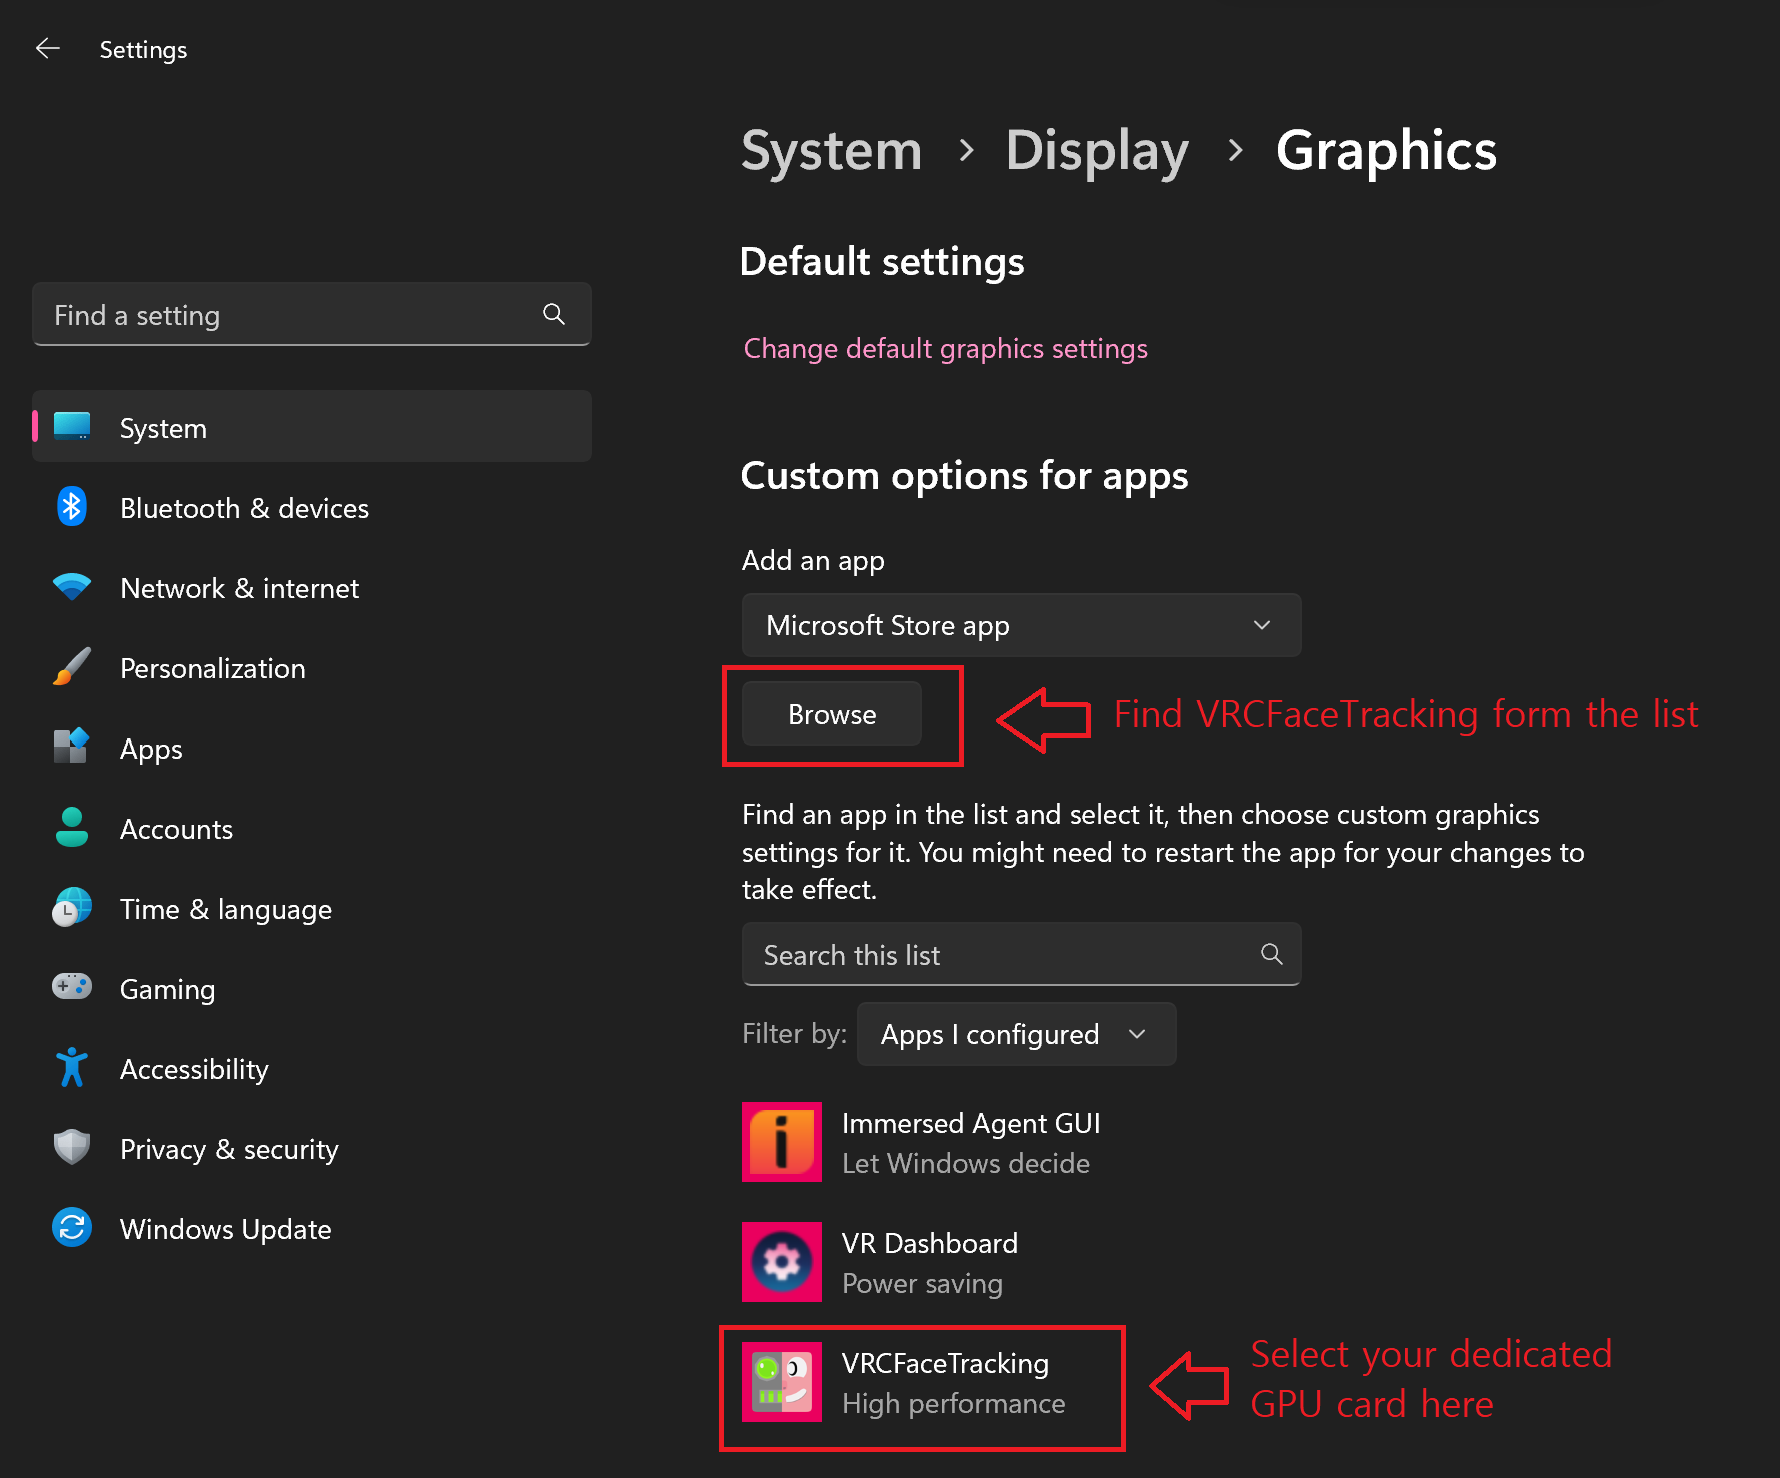 Settings
System > Display > Graphics
Default settings
Find a setting
Change default graphics settings
System
Bluetooth & devices
Network & internet
Personalization
Apps
Accounts
Time & language
Gaming
Accessibility
Privacy & security
Windows Update
Custom options for apps
Add an app
Microsoft Store app
Browse
Find VRCFaceTracking form the list
Find an app in the list and select it, then choose custom graphics
settings for it. You might need to restart the app for your changes to
take effect.
Search this list
Filter by: Apps I configured
Immersed Agent GUI
Let Windows decide
VR Dashboard
Power saving
VRCFaceTracking
High performance
Select your dedicated
GPU card here